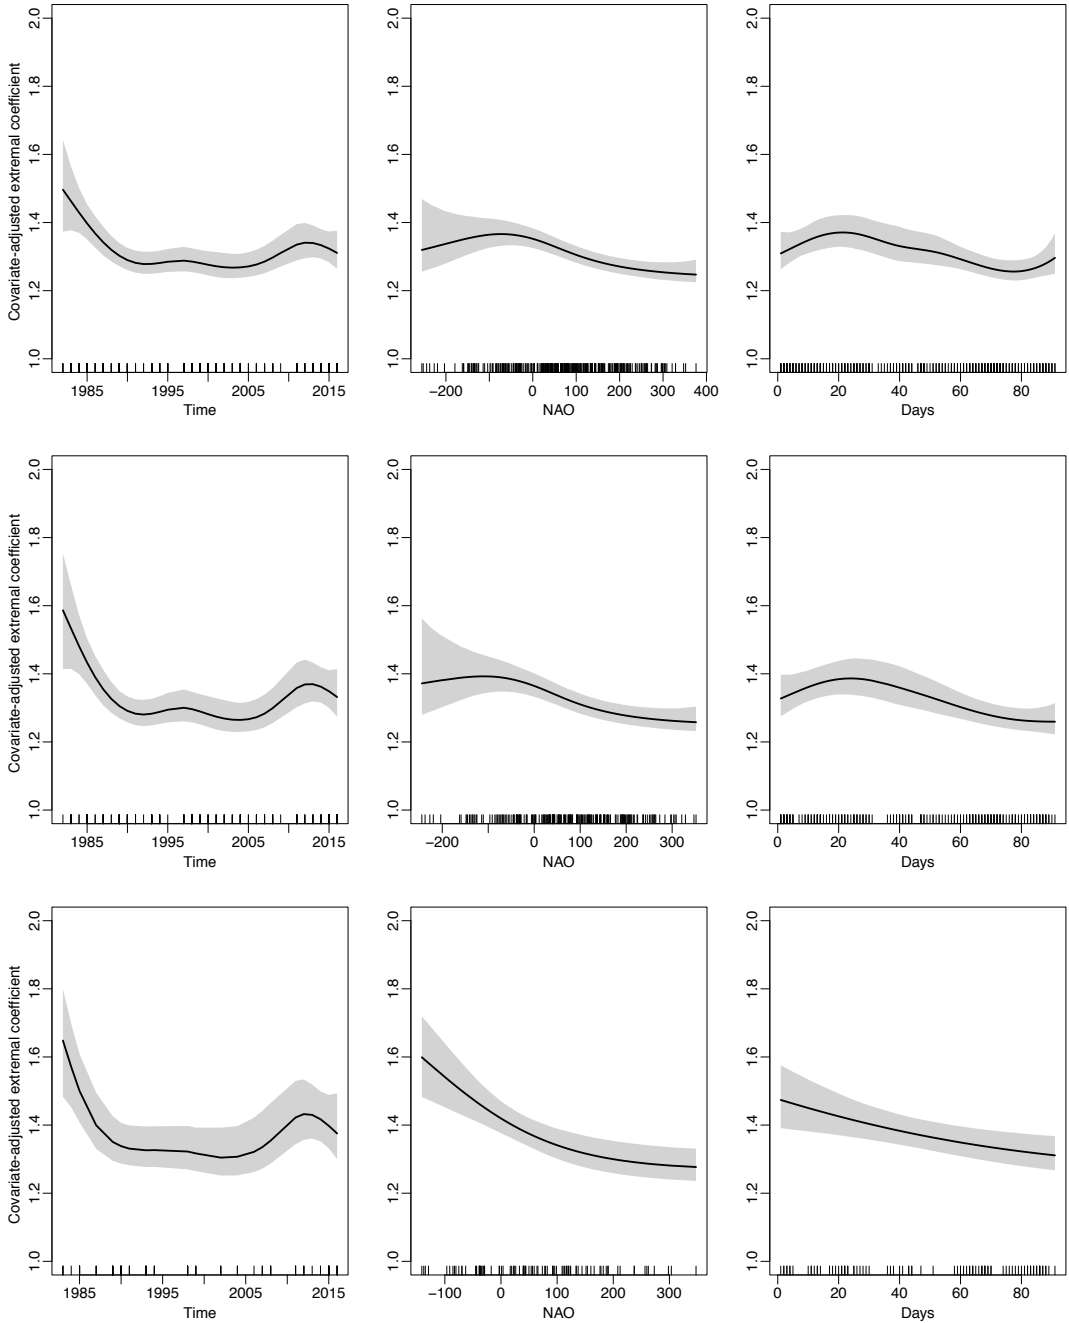 Covariate-adjusted extremal coefficient
1.0 1.2 1.4 1.6 1.8 2.0
1985 1995 2005 2015
Time
1.0 1.2 1.4 1.6 1.8 2.0
−200 0 100 200 300 400
NAO
1.0 1.2 1.4 1.6 1.8 2.0
0 20 40 60 80
Days
Covariate-adjusted extremal coefficient
1.0 1.2 1.4 1.6 1.8 2.0
1985 1995 2005 2015
Time
1.0 1.2 1.4 1.6 1.8 2.0
−200 0 100 200 300
NAO
1.0 1.2 1.4 1.6 1.8 2.0
0 20 40 60 80
Days
Covariate-adjusted extremal coefficient
1.0 1.2 1.4 1.6 1.8 2.0
1985 1995 2005 2015
Time
1.0 1.2 1.4 1.6 1.8 2.0
−100 0 100 200 300
NAO
1.0 1.2 1.4 1.6 1.8 2.0
0 20 40 60 80
Days